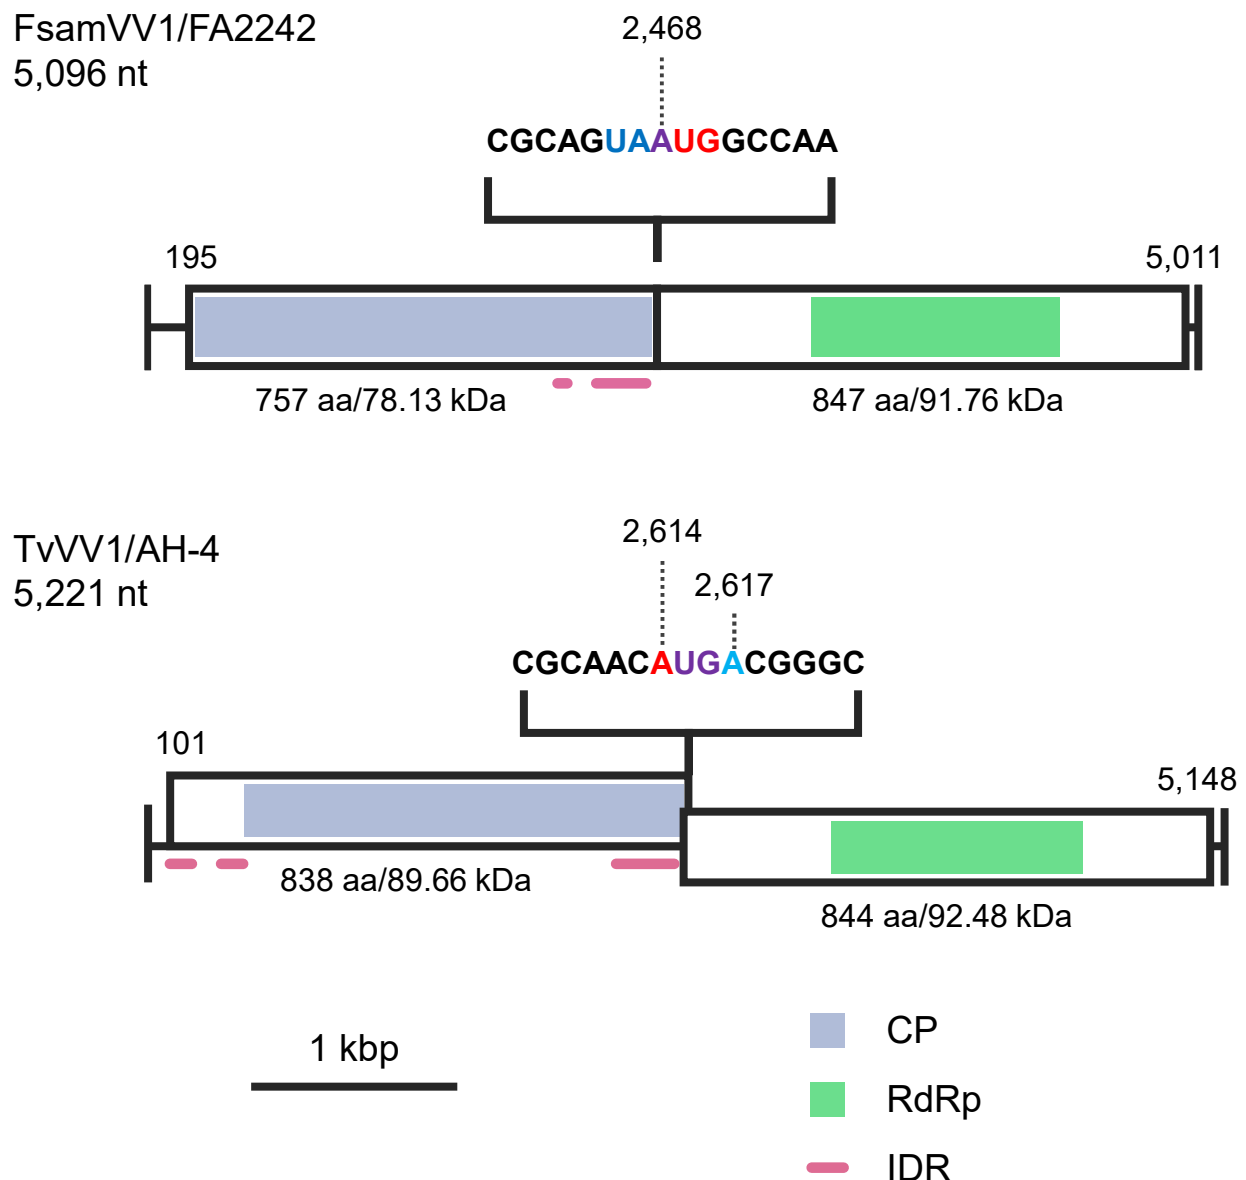 FsamVV1/FA2242
5,096 nt
2,468
CGCAGUAAUGGCCAA
195
5,011
757 aa/78.13 kDa
847 aa/91.76 kDa
TvVV1/AH-4
5,221 nt
2,614
2,617
CGCAACAUGACGGGC
101
5,148
838 aa/89.66 kDa
844 aa/92.48 kDa
1 kbp
CP
RdRp
IDR